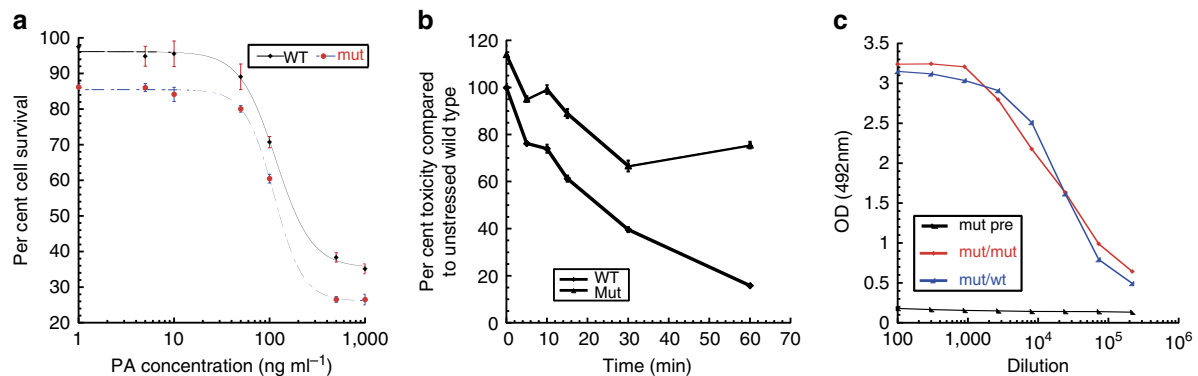 a
100
90
80
70
60
50
40
30
20
1
10
100
1,000
WT
mut
Per cent cell survival
PA concentration (ng ml⁻¹)
b
120
100
80
60
40
20
0
0
10
20
30
40
50
60
70
WT
Mut
Per cent toxicity compared
to unstressed wild type
Time (min)
c
3.5
3
2.5
2
1.5
1
0.5
0
100
1,000
10⁴
10⁵
10⁶
mut pre
mut/mut
mut/wt
OD (492nm)
Dilution